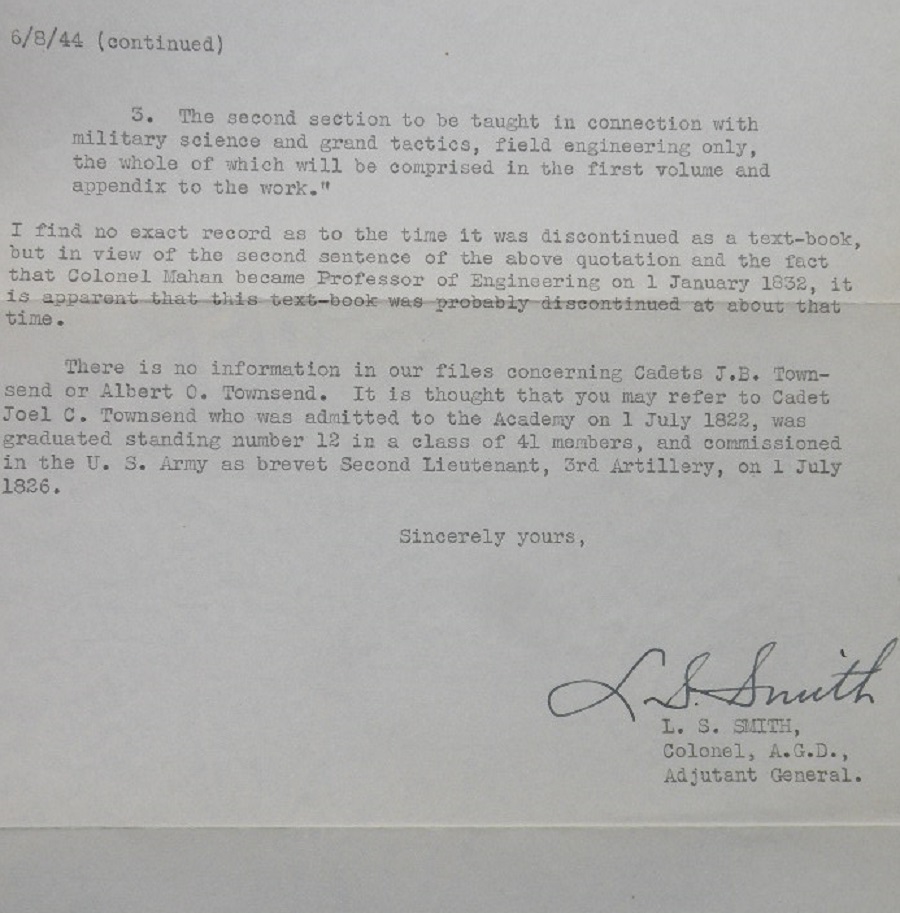 6/8/44 (continued)
3. The second section to be taught in connection with
military science and grand tactics, field engineering only,
the whole of which will be comprised in the first volume and
appendix to the work."
I find no exact record as to the time it was discontinued as a text-book,
but in view of the second sentence of the above quotation and the fact
that Colonel Mahan became Professor of Engineering on 1 January 1832, it
is apparent that this text-book was probably discontinued at about that
time.
There is no information in our files concerning Cadets J.B. Town-
send or Albert O. Townsend. It is thought that you may refer to Cadet
Joel C. Townsend who was admitted to the Academy on 1 July 1822, was
graduated standing number 12 in a class of 41 members, and commissioned
in the U. S. Army as brevet Second Lieutenant, 3rd Artillery, on 1 July
1826.
Sincerely yours,
L. S. Smith
L. S. SMITH,
Colonel, A.G.D.,
Adjutant General.